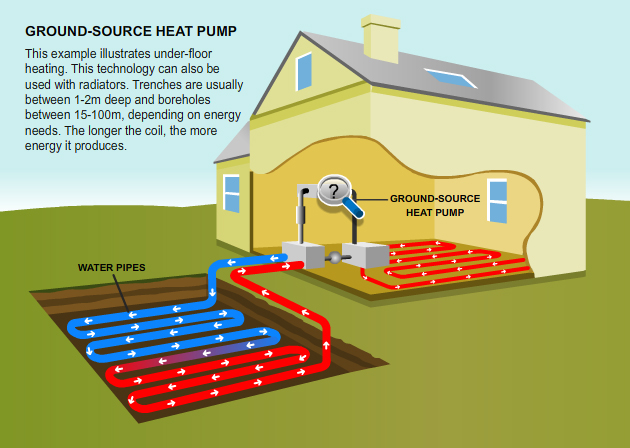 GROUND-SOURCE HEAT PUMP
This example illustrates under-floor
heating. This technology can also be
used with radiators. Trenches are usually
between 1-2m deep and boreholes
between 15-100m, depending on energy
needs. The longer the coil, the more
energy it produces.
?
GROUND-SOURCE
HEAT PUMP
WATER PIPES